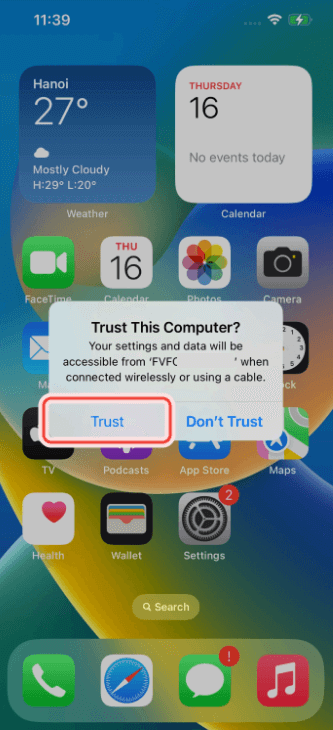 11:39
Hanoi
27°
Mostly Cloudy
H:29° L:20°
Weather
THURSDAY
16
No events today
Calendar
THU
16
FaceTime
Calendar
Photos
Camera
Trust This Computer?
Your settings and data will be
accessible from ‘FVFC ’ when
connected wirelessly or using a cable.
Trust
Don’t Trust
TV
Podcasts
App Store
Maps
2
Health
Wallet
Settings
Search
!